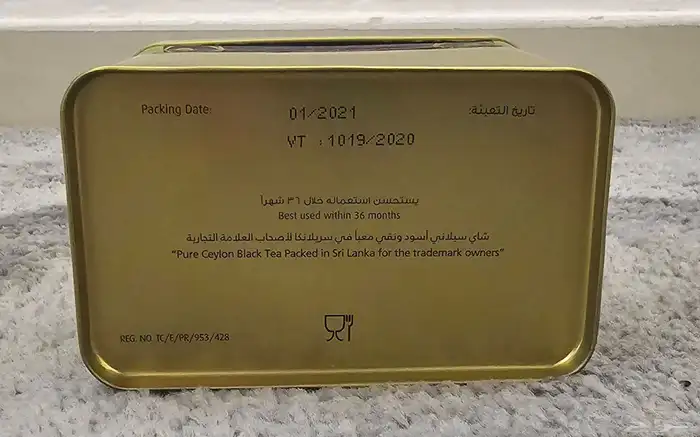 Packing Date: 01/2021 تاريخ التعبئة:
VT : 1019/2020
يستحسن استعماله خلال ٣٦ شهراً
Best used within 36 months
شاي سيلاني أسود ونقي معبأ في سريلانكا لأصحاب العلامة التجارية
"Pure Ceylon Black Tea Packed in Sri Lanka for the trademark owners"
REG. NO. TC/E/PR/953/428